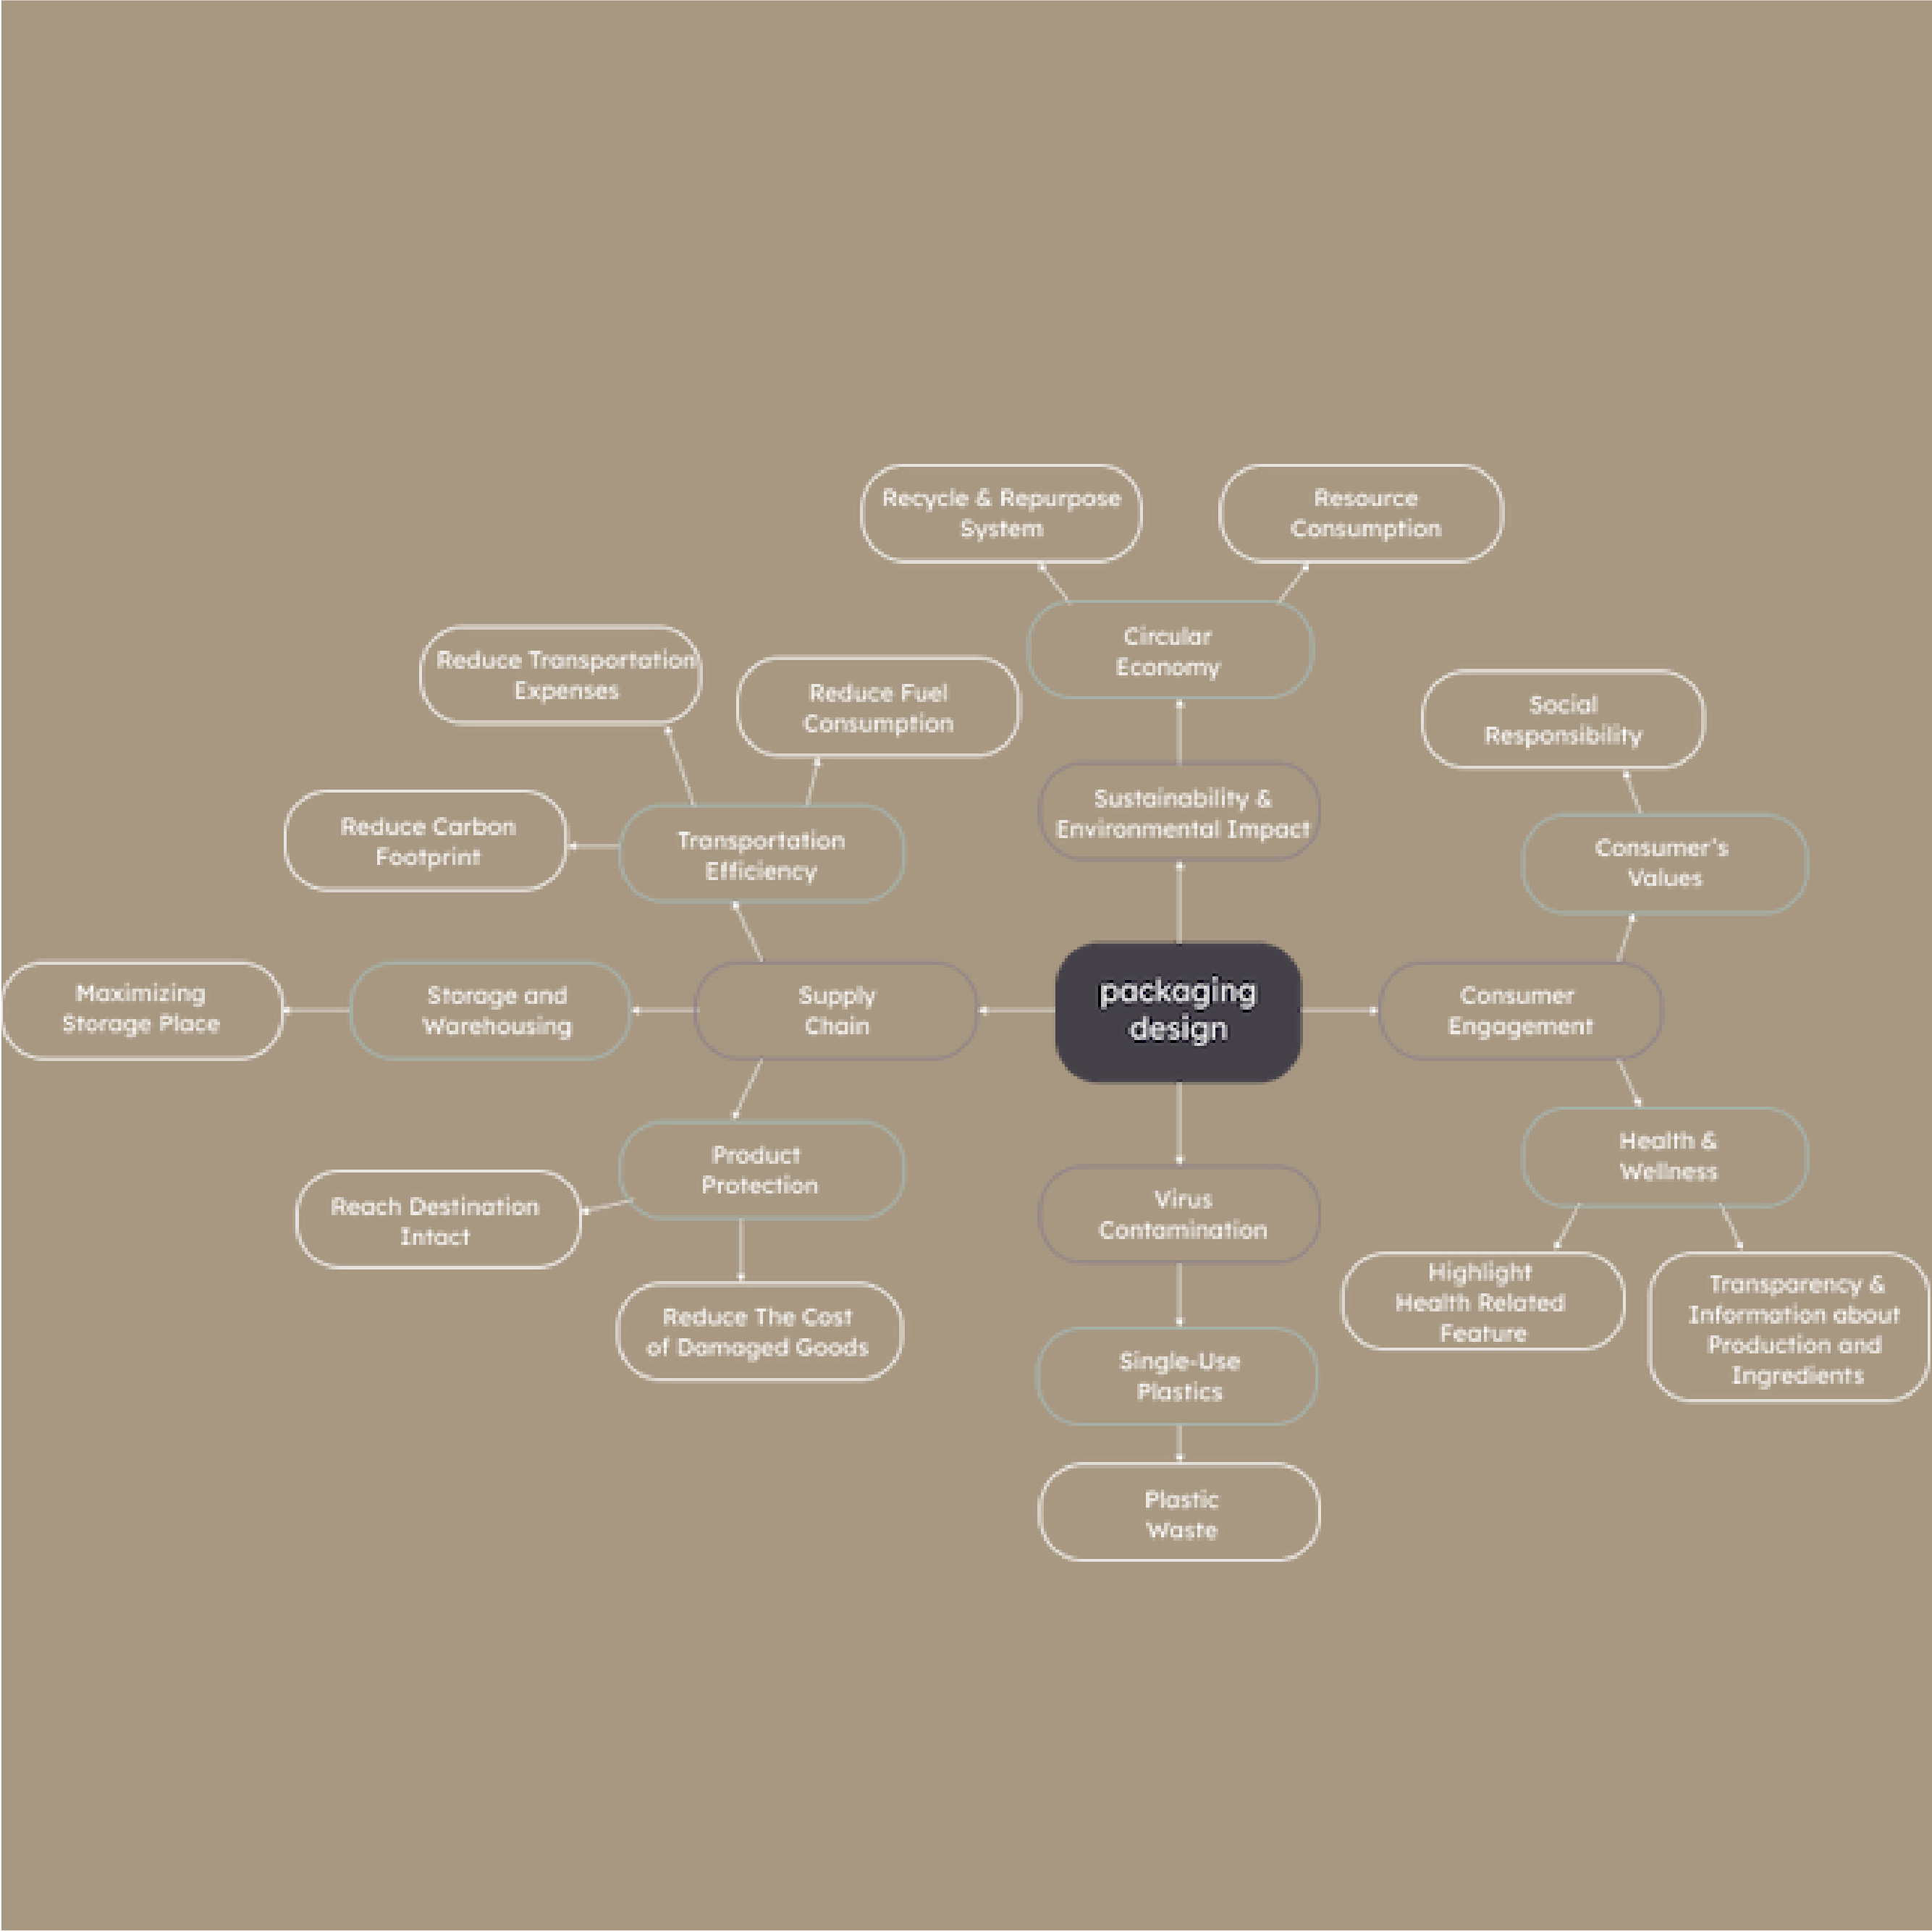 Recycle & Repurpose
System
Resource
Consumption
Circular
Economy
Reduce Transportation
Expenses
Reduce Fuel
Consumption
Social
Responsibility
Sustainability &
Environmental Impact
Reduce Carbon
Footprint
Transportation
Efficiency
Consumer's
Values
Maximizing
Storage Place
Storage and
Warehousing
Supply
Chain
packaging
design
Consumer
Engagement
Product
Protection
Health &
Wellness
Reach Destination
Intact
Virus
Contamination
Highlight
Health Related
Feature
Transparency &
Information about
Production and
Ingredients
Reduce The Cost
of Damaged Goods
Single-Use
Plastics
Plastic
Waste